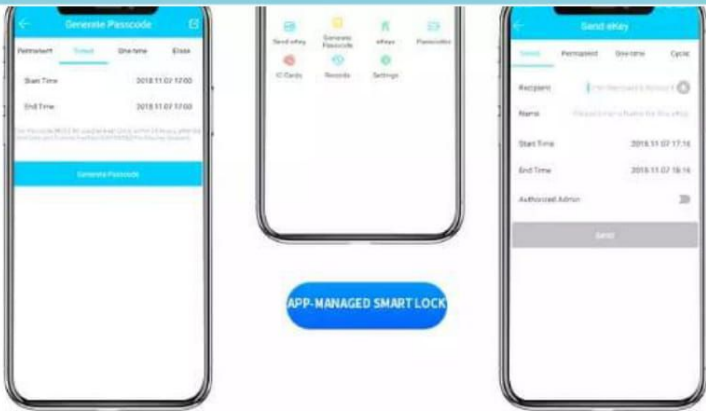 Generate Passcode
Permanent Timed One time Erase
Start Time 2018.11.07 17:00
End Time 2018.11.07 17:00
Generate Passcode
Send eKey Generate Passcode eKeys Passcodes
IC Cards Records Settings
APP-MANAGED SMART LOCK
Send eKey
Timed Permanent One time Cyclic
Recipient
Name
Start Time 2018.11.07 17:16
End Time 2018.11.07 18:16
Authorized Admin
Send